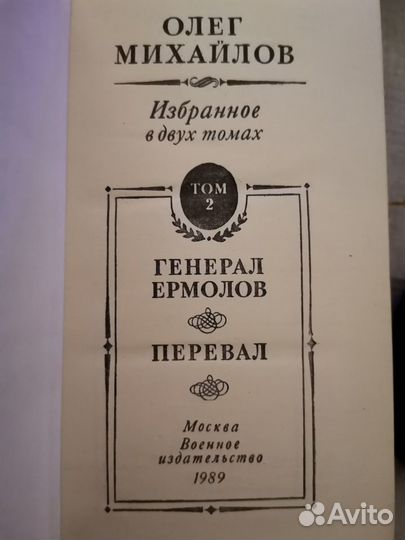 ОЛЕГ
МИХАЙЛОВ
Избранное
в двух томах
ТОМ
2
ГЕНЕРАЛ
ЕРМОЛОВ
ПЕРЕВАЛ
Москва
Военное
издательство
1989
Avito